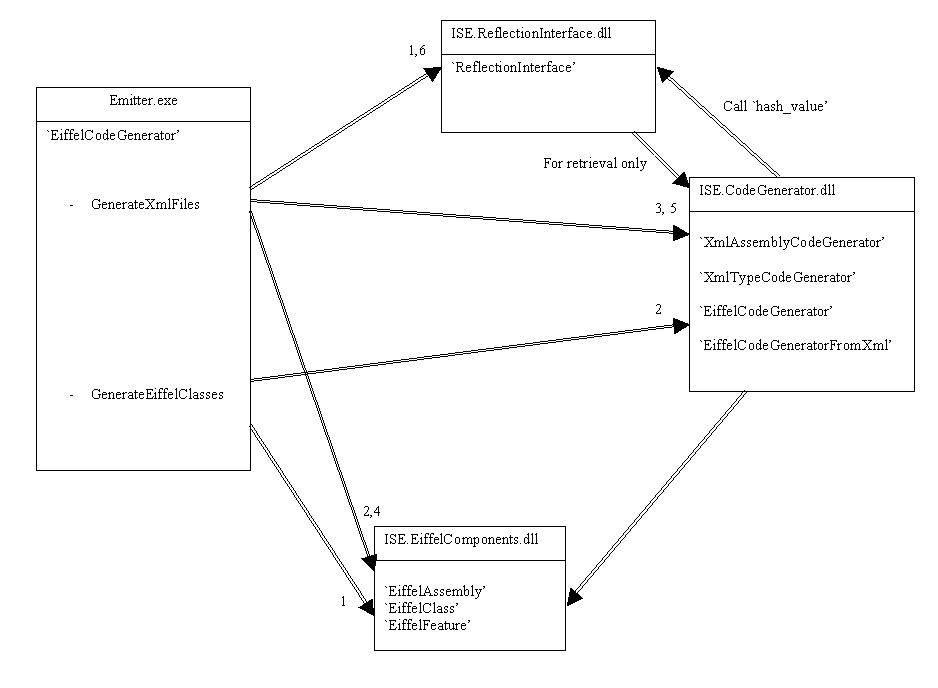 ISE.ReflectionInterface.dll
1,6
`ReflectionInterface’
Emitter.exe
Call `hash_value’
`EiffelCodeGenerator’
For retrieval only
ISE.CodeGenerator.dll
- GenerateXmlFiles
3, 5
`XmlAssemblyCodeGenerator’
`XmlTypeCodeGenerator’
2
`EiffelCodeGenerator’
`EiffelCodeGeneratorFromXml’
- GenerateEiffelClasses
2,4
ISE.EiffelComponents.dll
`EiffelAssembly’
1
`EiffelClass’
`EiffelFeature’